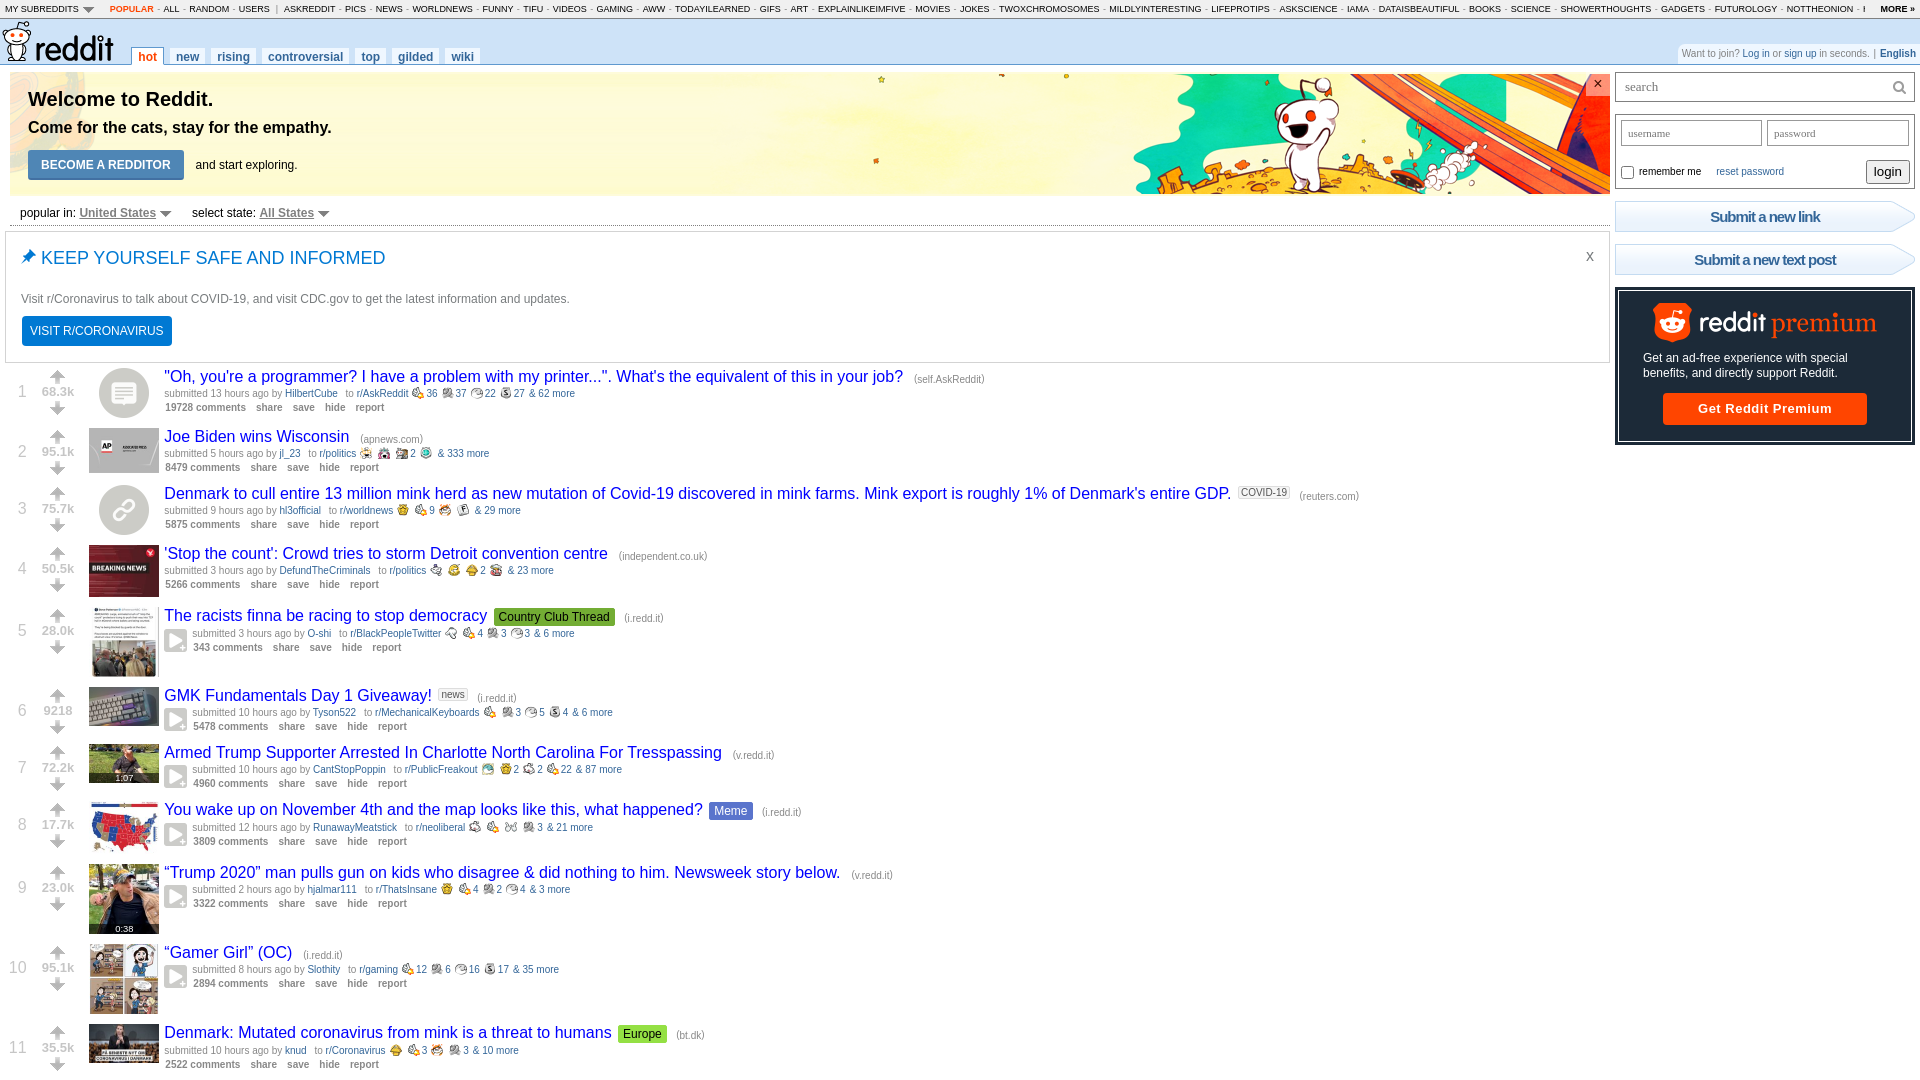 MY SUBREDDITS POPULAR - ALL - RANDOM - USERS | ASKREDDIT - PICS - NEWS - WORLDNEWS - FUNNY - TIFU - VIDEOS - GAMING - AWW - TODAYILEARNED - GIFS - ART - EXPLAINLIKEIMFIVE - MOVIES - JOKES - TWOXCHROMOSOMES - MILDLYINTERESTING - LIFEPROTIPS - ASKSCIENCE - IAMA - DATAISBEAUTIFUL - BOOKS - SCIENCE - SHOWERTHOUGHTS - GADGETS - FUTUROLOGY - NOTTHEONION - MORE »
reddit hot new rising controversial top gilded wiki
Want to join? Log in or sign up in seconds. | English
Welcome to Reddit.
Come for the cats, stay for the empathy.
BECOME A REDDITOR and start exploring.
×
search
username password
remember me reset password login
Submit a new link
Submit a new text post
reddit premium
Get an ad-free experience with special
benefits, and directly support Reddit.
Get Reddit Premium
popular in: United States select state: All States
KEEP YOURSELF SAFE AND INFORMED
x
Visit r/Coronavirus to talk about COVID-19, and visit CDC.gov to get the latest information and updates.
VISIT R/CORONAVIRUS
1 68.3k "Oh, you're a programmer? I have a problem with my printer...". What's the equivalent of this in your job? (self.AskReddit)
submitted 13 hours ago by HilbertCube to r/AskReddit 36 37 22 27 & 62 more
19728 comments share save hide report
2 95.1k Joe Biden wins Wisconsin (apnews.com)
AP
submitted 5 hours ago by jl_23 to r/politics 2 & 333 more
8479 comments share save hide report
3 75.7k Denmark to cull entire 13 million mink herd as new mutation of Covid-19 discovered in mink farms. Mink export is roughly 1% of Denmark's entire GDP. COVID-19 (reuters.com)
submitted 9 hours ago by hl3official to r/worldnews 9 & 29 more
5875 comments share save hide report
4 50.5k 'Stop the count': Crowd tries to storm Detroit convention centre (independent.co.uk)
BREAKING NEWS
submitted 3 hours ago by DefundTheCriminals to r/politics 2 & 23 more
5266 comments share save hide report
5 28.0k The racists finna be racing to stop democracy Country Club Thread (i.redd.it)
submitted 3 hours ago by O-shi to r/BlackPeopleTwitter 4 3 3 & 6 more
343 comments share save hide report
6 9218 GMK Fundamentals Day 1 Giveaway! news (i.redd.it)
submitted 10 hours ago by Tyson522 to r/MechanicalKeyboards 3 5 4 & 6 more
5478 comments share save hide report
7 72.2k Armed Trump Supporter Arrested In Charlotte North Carolina For Tresspassing (v.redd.it)
1:07
submitted 10 hours ago by CantStopPoppin to r/PublicFreakout 2 2 22 & 87 more
4960 comments share save hide report
8 17.7k You wake up on November 4th and the map looks like this, what happened? Meme (i.redd.it)
submitted 12 hours ago by RunawayMeatstick to r/neoliberal 3 & 21 more
3809 comments share save hide report
9 23.0k “Trump 2020” man pulls gun on kids who disagree & did nothing to him. Newsweek story below. (v.redd.it)
0:38
submitted 2 hours ago by hjalmar111 to r/ThatsInsane 4 2 4 & 3 more
3322 comments share save hide report
10 95.1k “Gamer Girl” (OC) (i.redd.it)
submitted 8 hours ago by Slothity to r/gaming 12 6 16 17 & 35 more
2894 comments share save hide report
11 35.5k Denmark: Mutated coronavirus from mink is a threat to humans Europe (bt.dk)
submitted 10 hours ago by knud to r/Coronavirus 3 3 & 10 more
2522 comments share save hide report